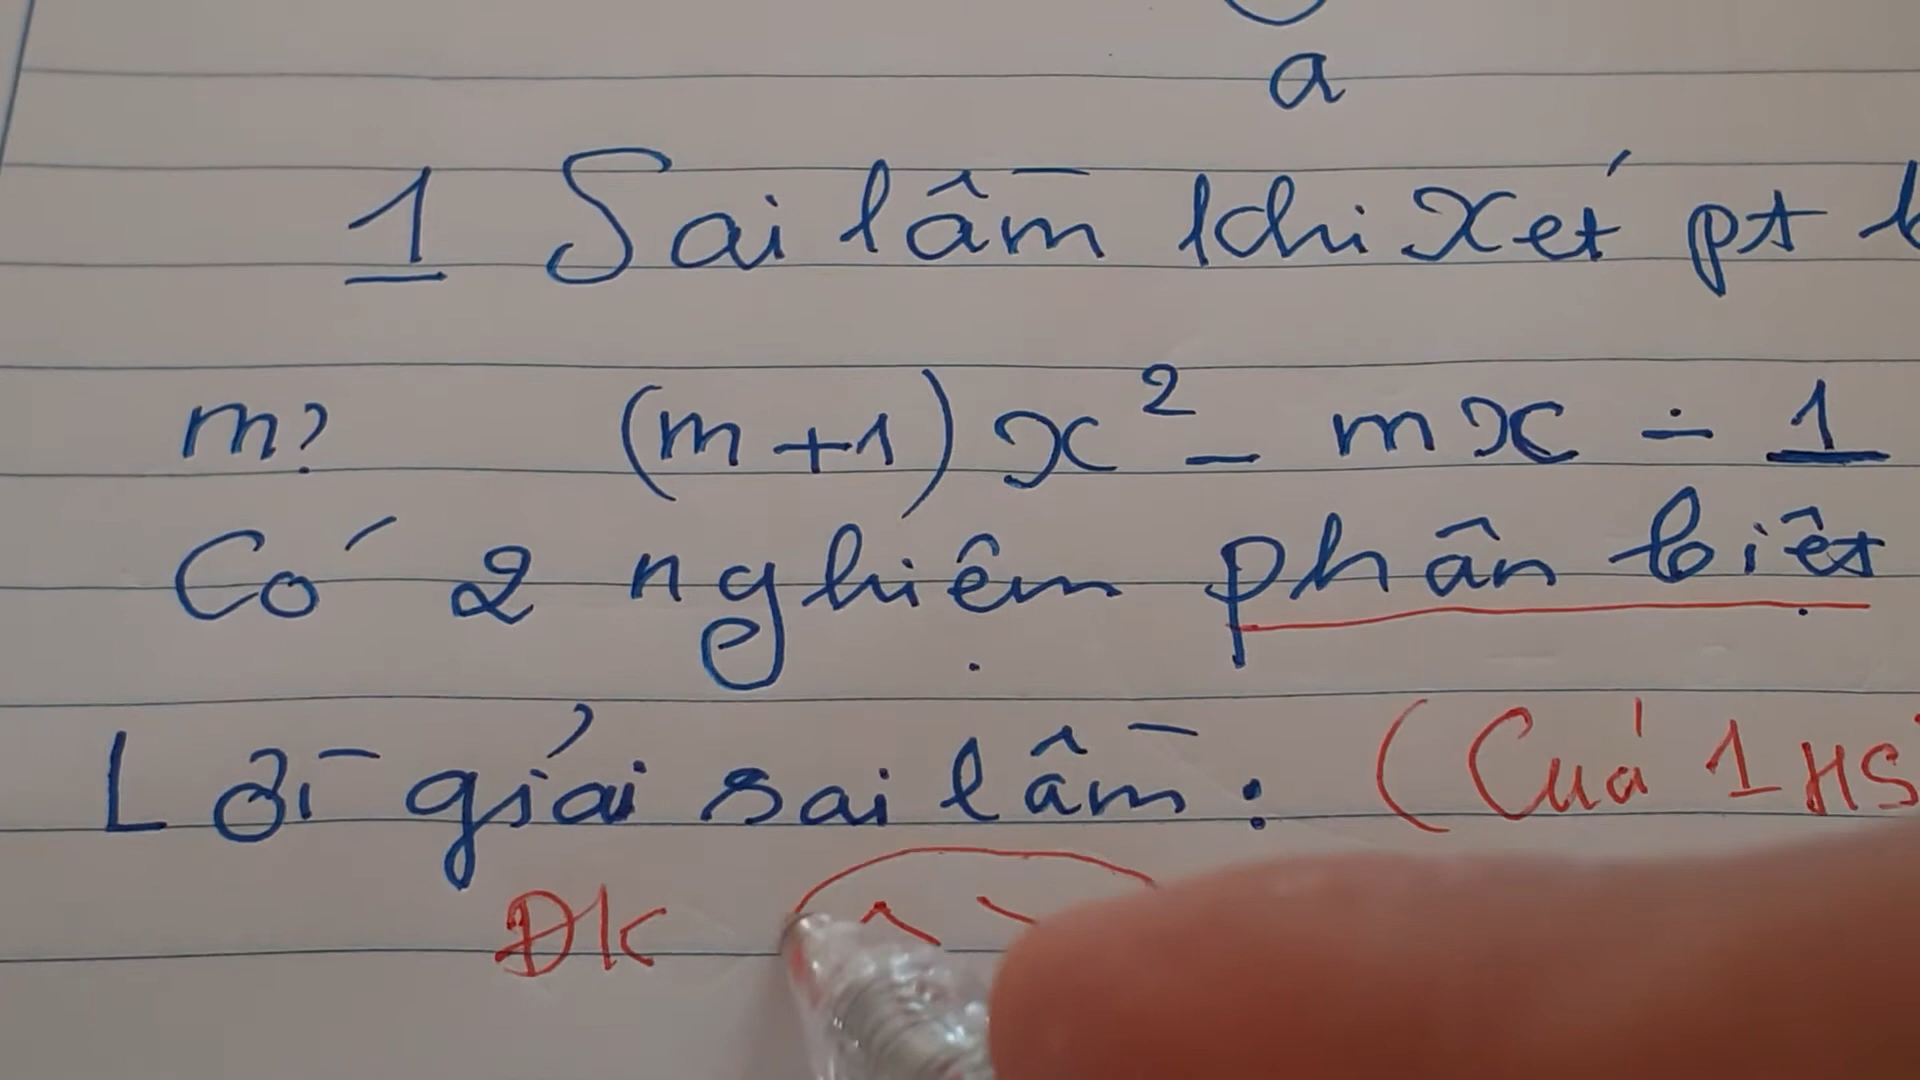 a
1 Sai lầm khi xét pt
m? (m+1)x² - mx - 1
Có 2 nghiệm phân biệt
Lời giải sai lầm: (Của 1 HS
ĐK